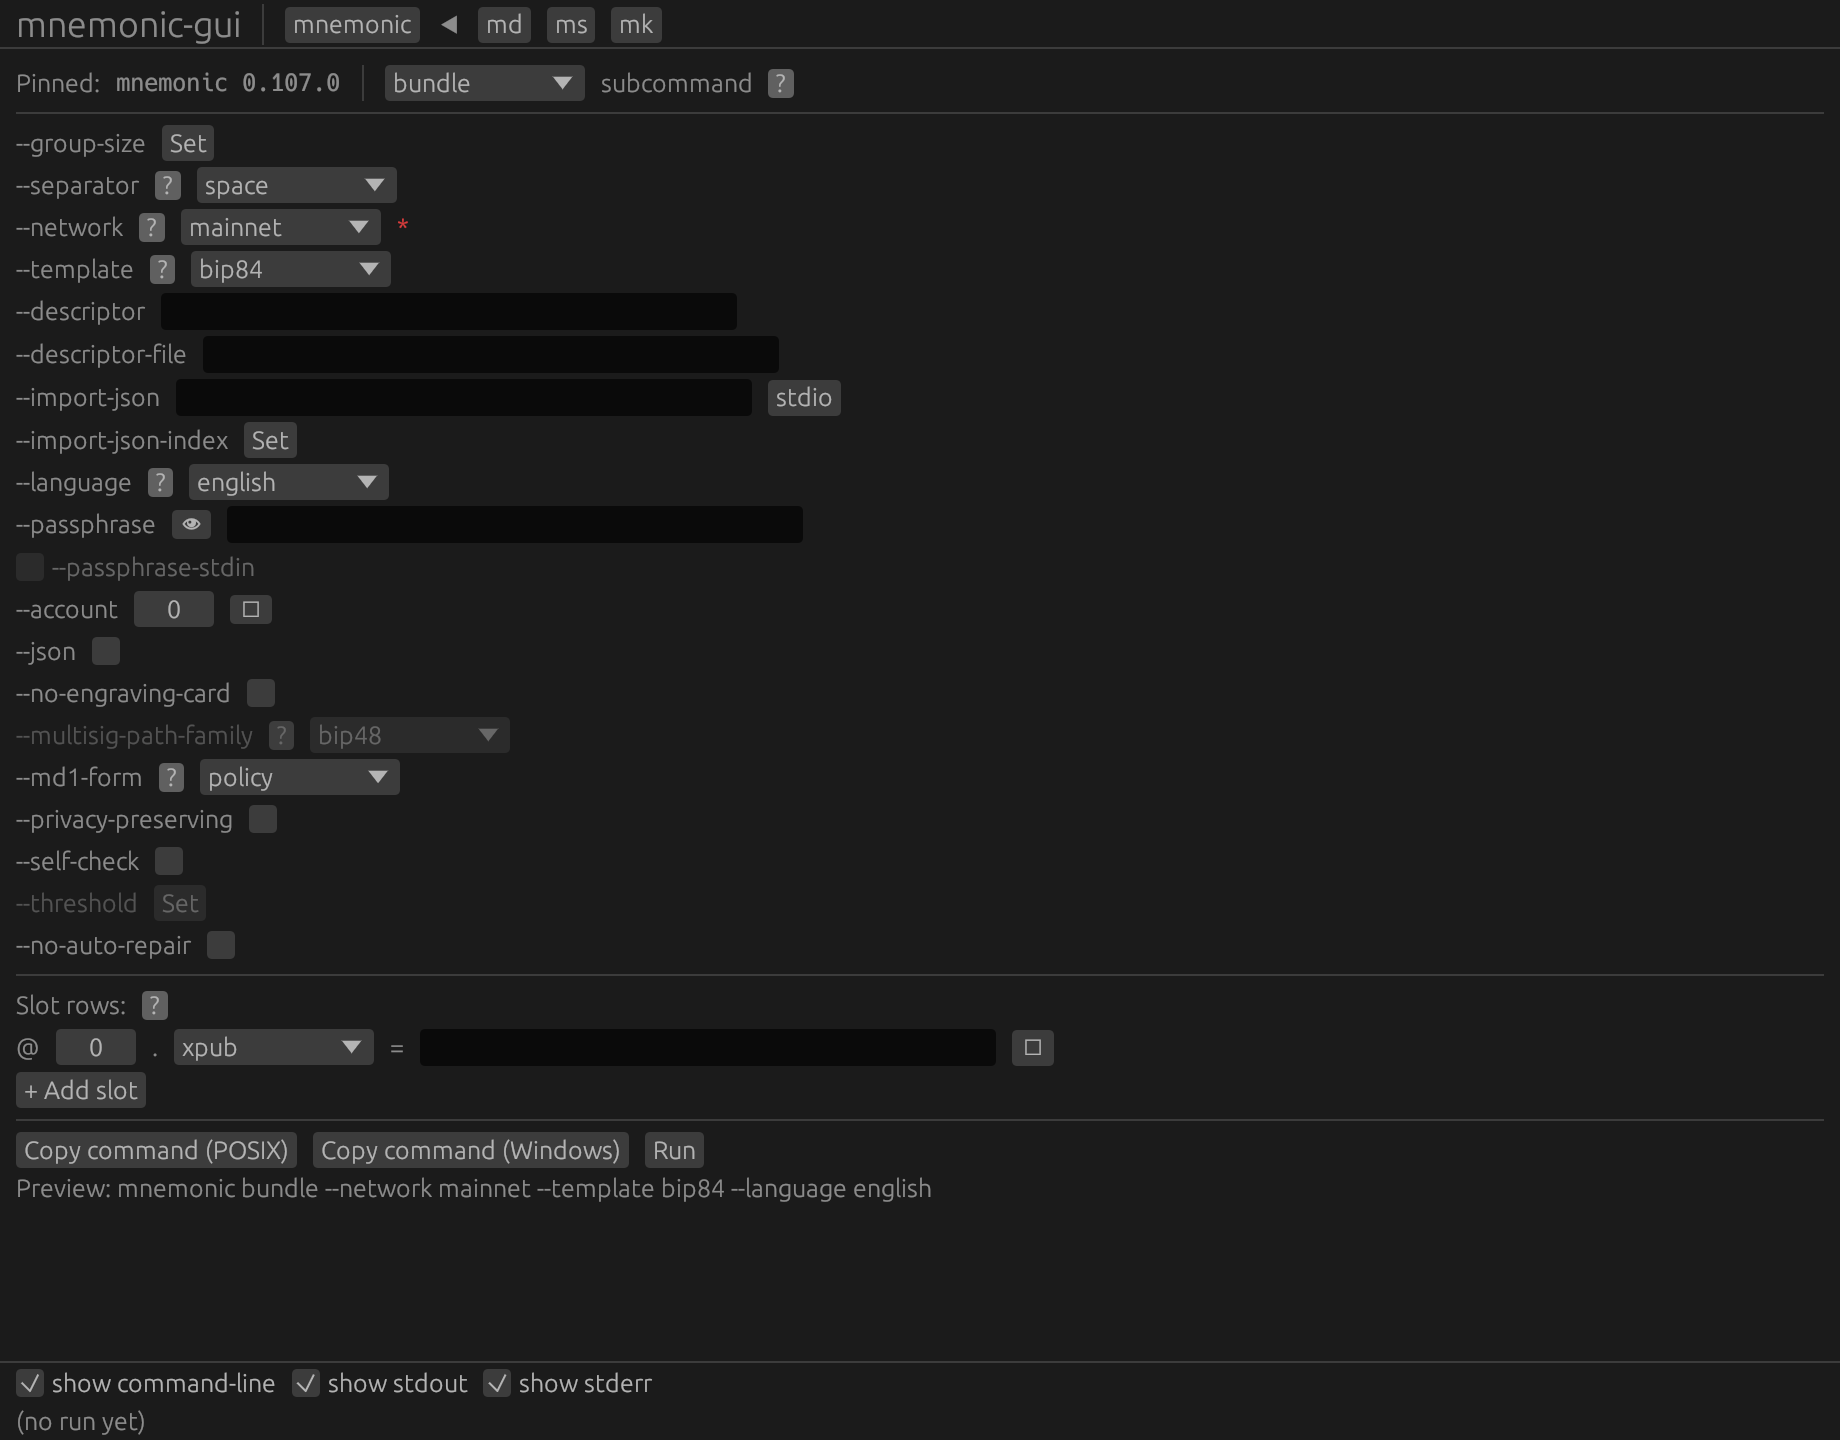 mnemonic-gui mnemonic ◀ md ms mk
Pinned: mnemonic 0.107.0 bundle subcommand ?
--group-size Set
--separator ? space
--network ? mainnet *
--template ? bip84
--descriptor
--descriptor-file
--import-json stdio
--import-json-index Set
--language ? english
--passphrase
--passphrase-stdin
--account 0
--json
--no-engraving-card
--multisig-path-family ? bip48
--md1-form ? policy
--privacy-preserving
--self-check
--threshold Set
--no-auto-repair
Slot rows: ?
@ 0 . xpub =
+ Add slot
Copy command (POSIX) Copy command (Windows) Run
Preview: mnemonic bundle --network mainnet --template bip84 --language english
show command-line show stdout show stderr
(no run yet)